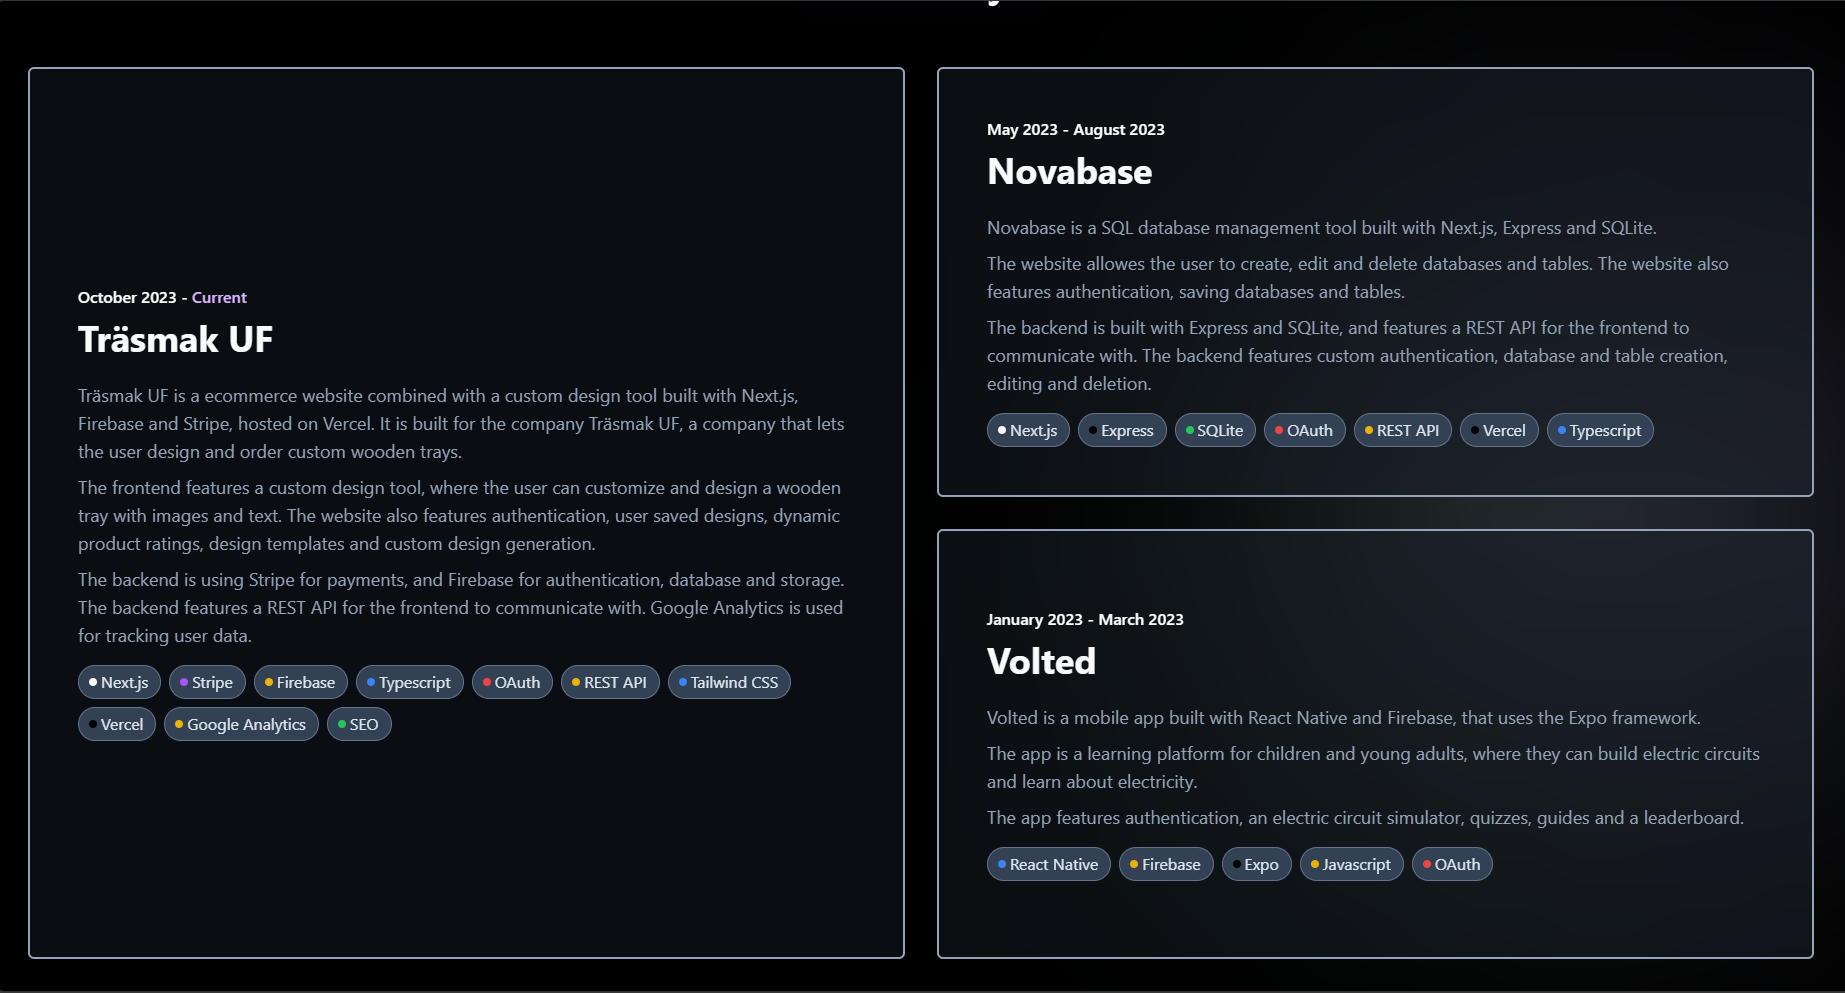 October 2023 - Current
Träsmak UF
Träsmak UF is a ecommerce website combined with a custom design tool built with Next.js,
Firebase and Stripe, hosted on Vercel. It is built for the company Träsmak UF, a company that lets
the user design and order custom wooden trays.
The frontend features a custom design tool, where the user can customize and design a wooden
tray with images and text. The website also features authentication, user saved designs, dynamic
product ratings, design templates and custom design generation.
The backend is using Stripe for payments, and Firebase for authentication, database and storage.
The backend features a REST API for the frontend to communicate with. Google Analytics is used
for tracking user data.
Next.js Stripe Firebase Typescript OAuth REST API Tailwind CSS
Vercel Google Analytics SEO
May 2023 - August 2023
Novabase
Novabase is a SQL database management tool built with Next.js, Express and SQLite.
The website allowes the user to create, edit and delete databases and tables. The website also
features authentication, saving databases and tables.
The backend is built with Express and SQLite, and features a REST API for the frontend to
communicate with. The backend features custom authentication, database and table creation,
editing and deletion.
Next.js Express SQLite OAuth REST API Vercel Typescript
January 2023 - March 2023
Volted
Volted is a mobile app built with React Native and Firebase, that uses the Expo framework.
The app is a learning platform for children and young adults, where they can build electric circuits
and learn about electricity.
The app features authentication, an electric circuit simulator, quizzes, guides and a leaderboard.
React Native Firebase Expo Javascript OAuth